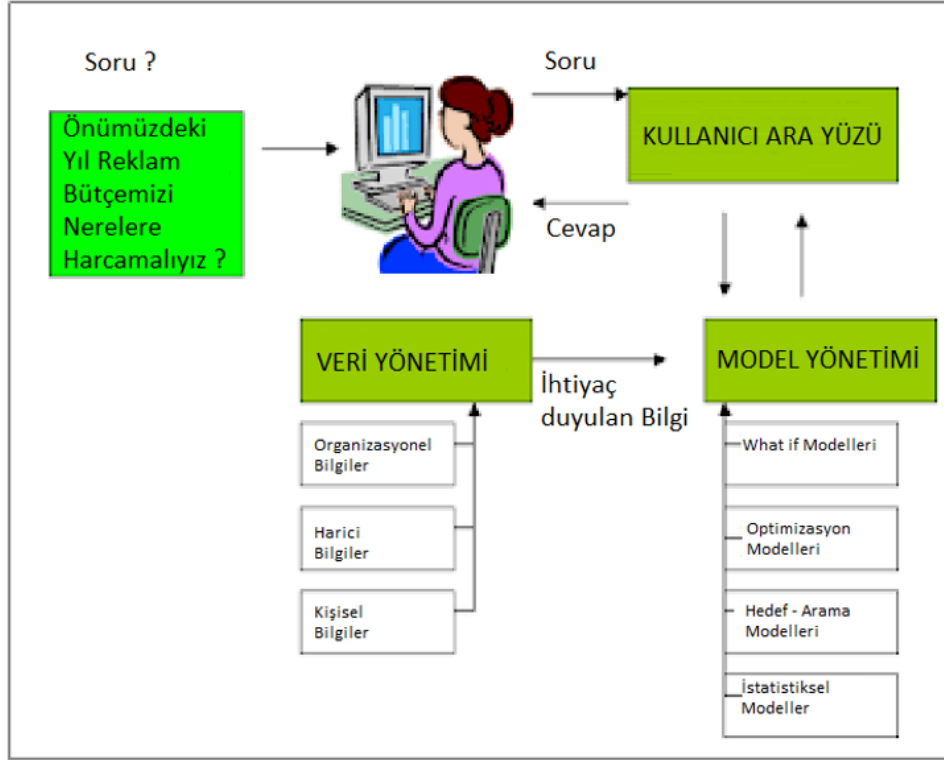 Soru ?
Önümüzdeki
Yıl Reklam
Bütçemizi
Nerelere
Harcamalıyız ?
Soru
Cevap
KULLANICI ARA YÜZÜ
VERİ YÖNETİMİ
İhtiyaç
duyulan Bilgi
MODEL YÖNETİMİ
Organizasyonel
Bilgiler
Harici
Bilgiler
Kişisel
Bilgiler
What if Modelleri
Optimizasyon
Modelleri
Hedef - Arama
Modelleri
İstatistiksel
Modeller